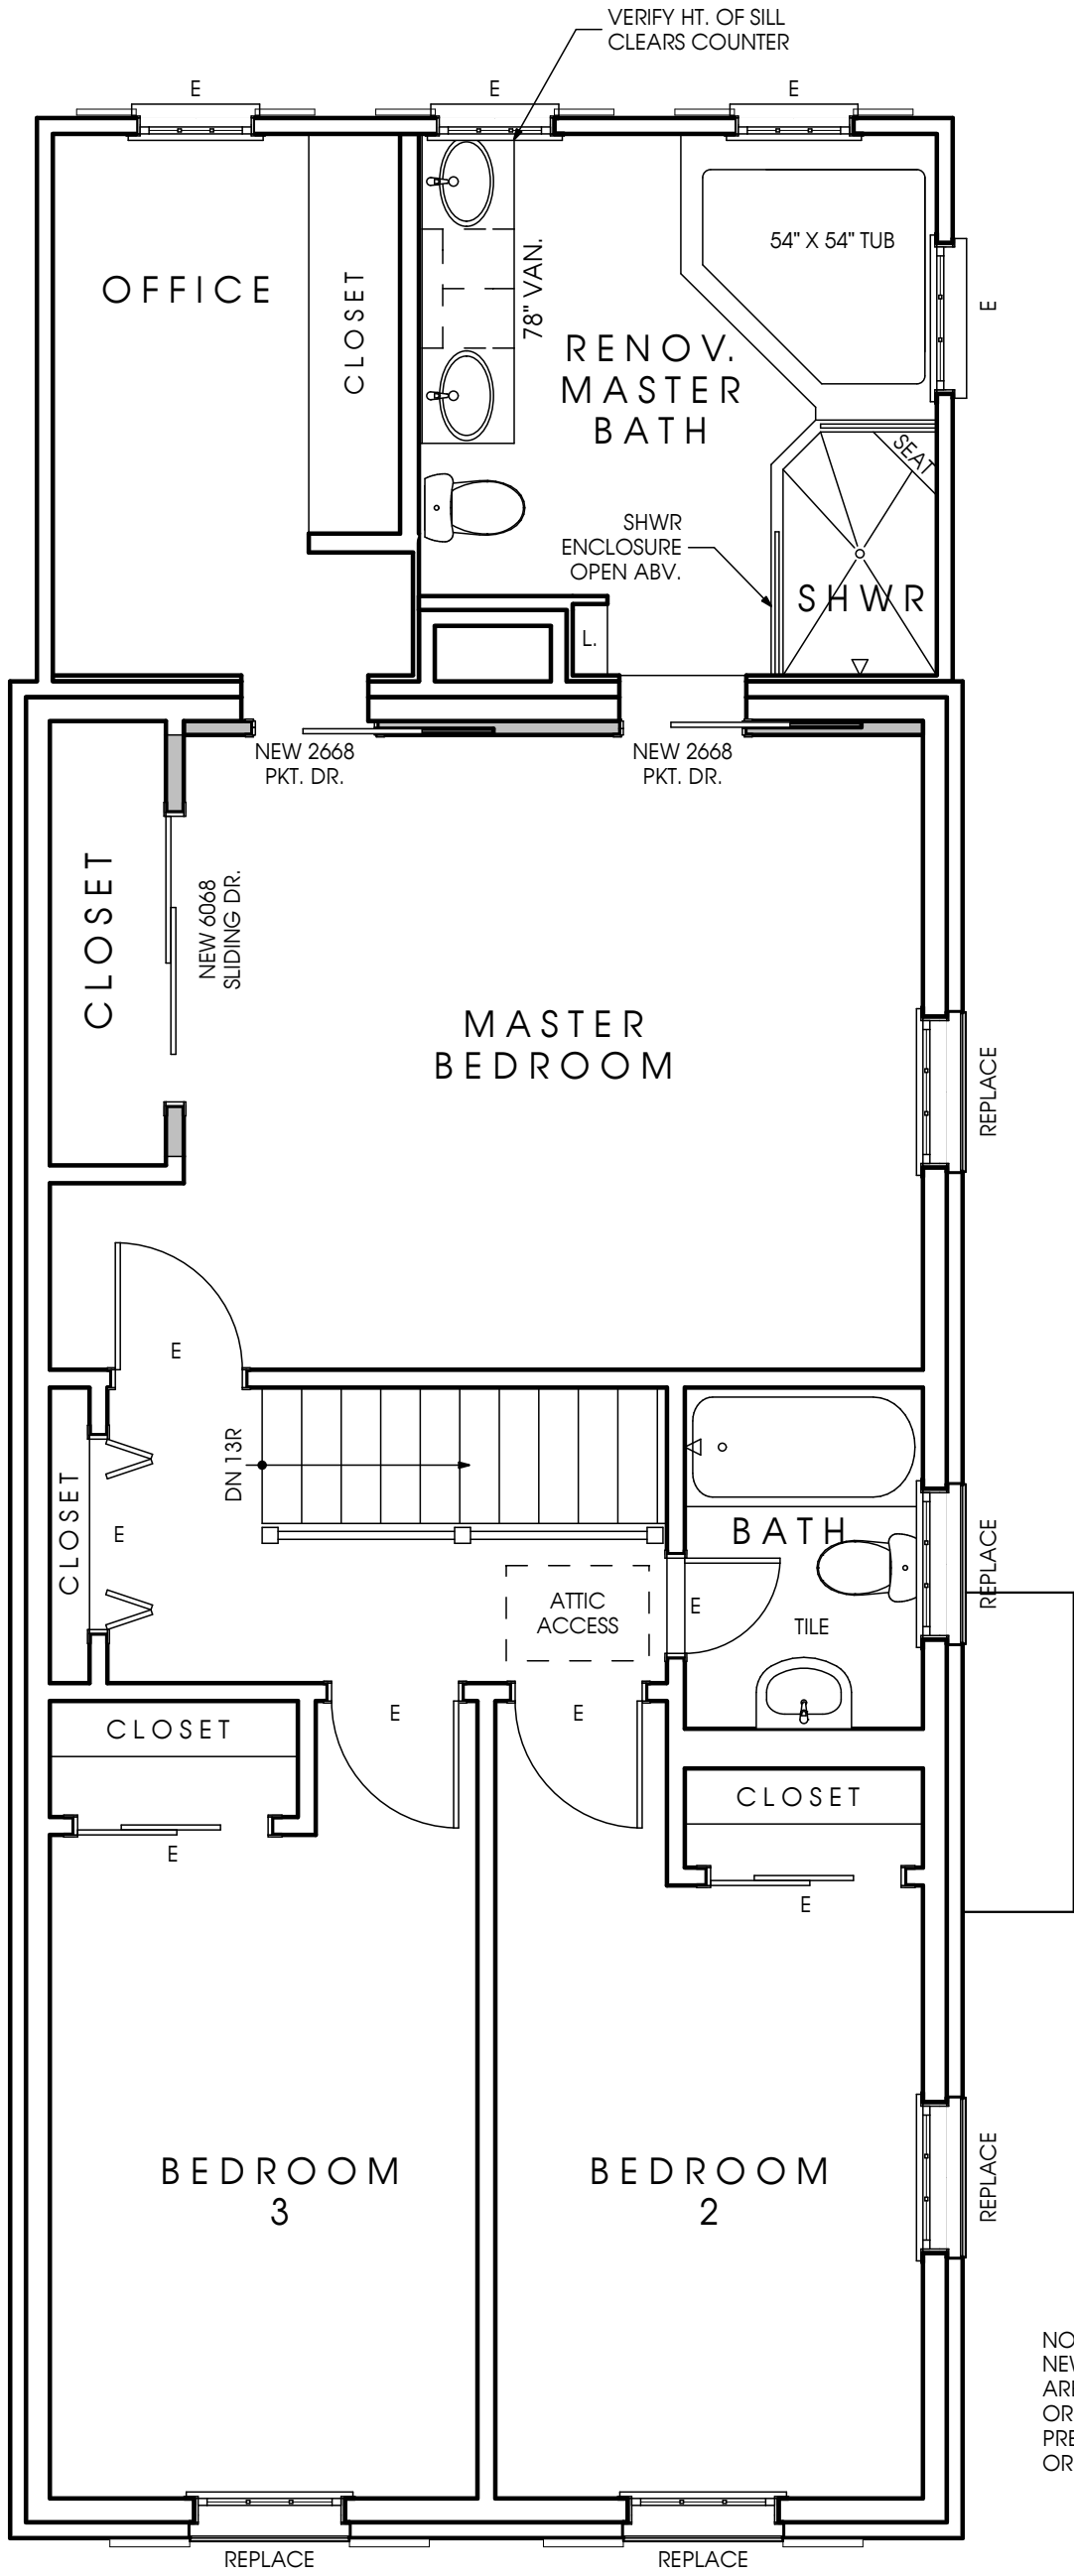 VERIFY HT. OF SILL
CLEARS COUNTER
E
E
E
OFFICE
CLOSET
78" VAN.
54" X 54" TUB
E
RENOV.
MASTER
BATH
SEAT
SHWR
ENCLOSURE
OPEN ABV.
SHWR
L.
NEW 2668
PKT. DR.
NEW 2668
PKT. DR.
CLOSET
NEW 6068
SLIDING DR.
MASTER
BEDROOM
REPLACE
E
DN 13R
CLOSET
E
BATH
REPLACE
ATTIC
ACCESS
E
TILE
E
E
CLOSET
E
CLOSET
E
BEDROOM
3
BEDROOM
2
REPLACE
REPLACE
REPLACE